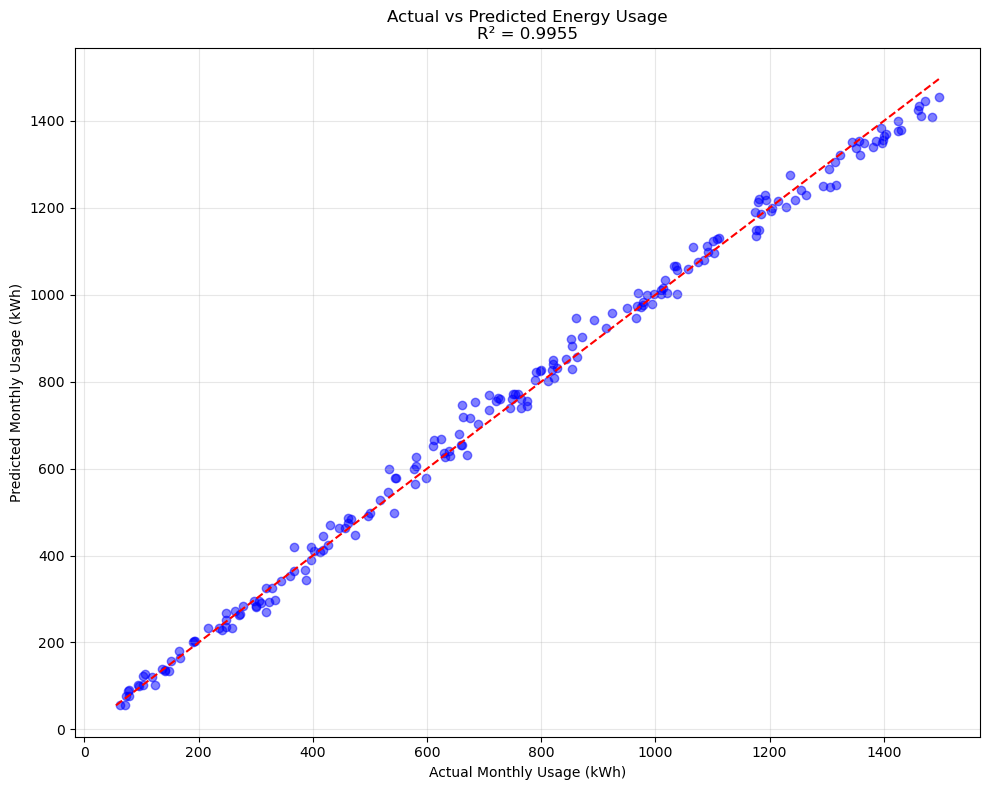 Actual vs Predicted Energy Usage
R² = 0.9955
Predicted Monthly Usage (kWh)
1400
1200
1000
800
600
400
200
0
0 200 400 600 800 1000 1200 1400
Actual Monthly Usage (kWh)